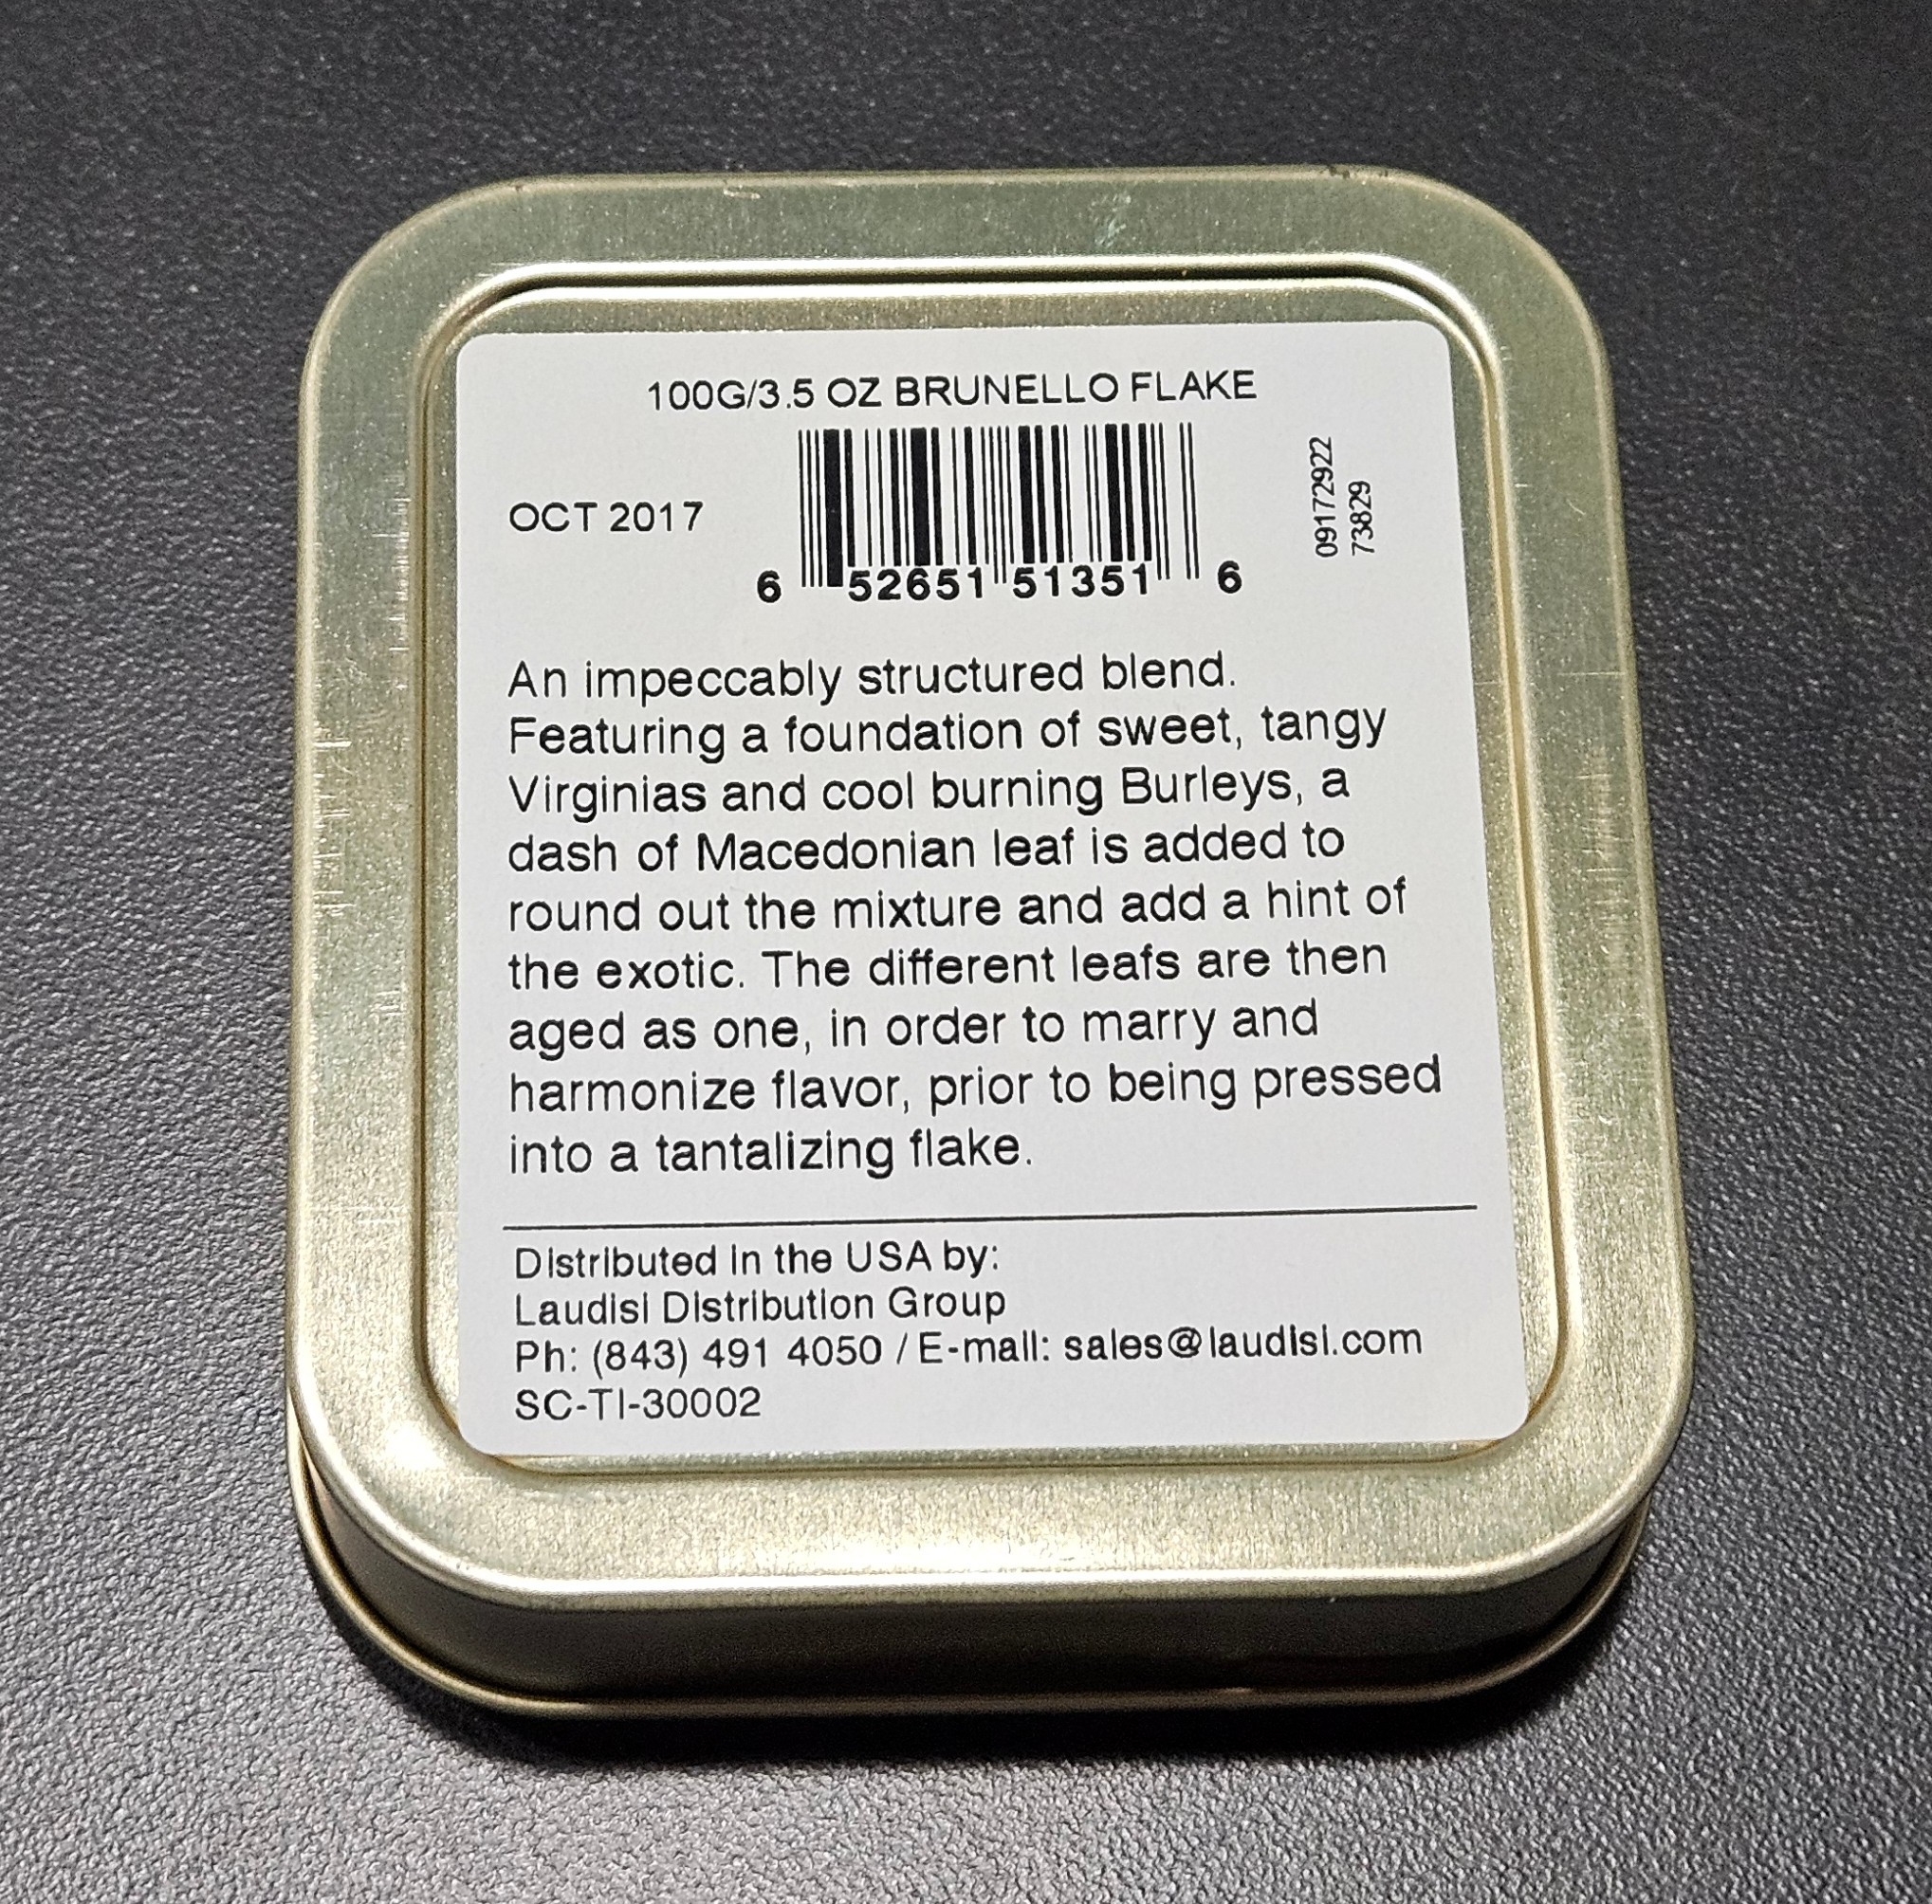 100G/3.5 OZ BRUNELLO FLAKE
OCT 2017
6 52651 51351 6
09172922
73829
An impeccably structured blend.
Featuring a foundation of sweet, tangy
Virginias and cool burning Burleys, a
dash of Macedonian leaf is added to
round out the mixture and add a hint of
the exotic. The different leafs are then
aged as one, in order to marry and
harmonize flavor, prior to being pressed
into a tantalizing flake.
Distributed in the USA by:
Laudisi Distribution Group
Ph: (843) 491 4050 / E-mail: sales@laudisi.com
SC-TI-30002